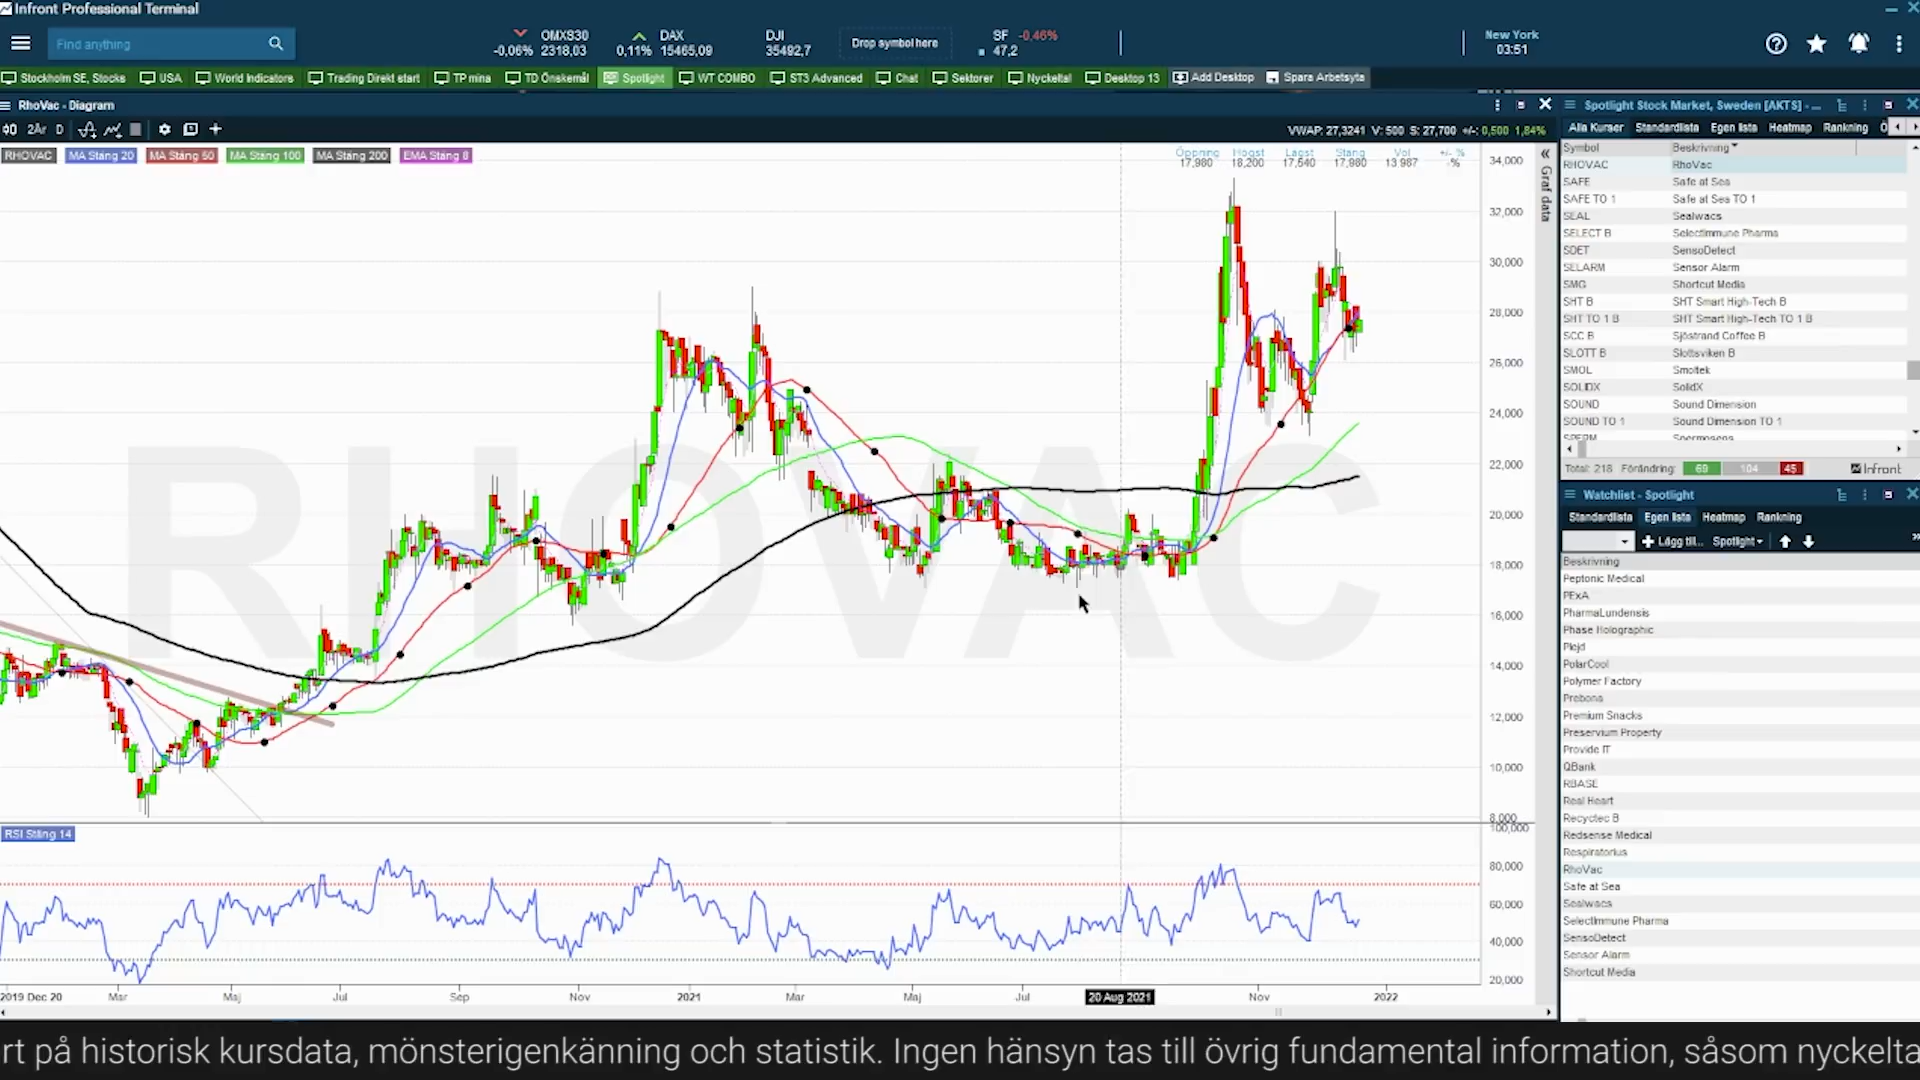 Infront Professional Terminal
Find anything
OMXS30
-0,06% 2318,03
DAX
0,11% 15465,09
DJI
35492,7
Drop symbol here
SF -0,46%
47,2
New York
03:51
Stockholm SE, Stocks USA World Indicators Trading Direkt start TP mina TD Önskemål Spotlight WT COMBO ST3 Advanced Chat Sektorer Nyckeltal Desktop 13 Add Desktop Spara Arbetsyta
RhoVac - Diagram
2År D
VWAP: 27,3241 V: 500 S: 27,700 +/-: 0,500 1,84%
RHOVAC MA Stäng 20 MA Stäng 50 MA Stäng 100 MA Stäng 200 EMA Stäng 8
Öppning Högst Lägst Stäng Vol +/- %
17,980 18,200 17,540 17,980 13 987 -%
Graf data
RHOVAC
34,000
32,000
30,000
28,000
26,000
24,000
22,000
20,000
18,000
16,000
14,000
12,000
10,000
8,000
RSI Stäng 14
100,000
80,000
60,000
40,000
20,000
2019 Dec 20 Mar Maj Jul Sep Nov 2021 Mar Maj Jul 20 Aug 2021 Nov 2022
Spotlight Stock Market, Sweden [AKTS] - ...
Alla Kurser Standardlista Egen lista Heatmap Ranking
Symbol Beskrivning
RHOVAC RhoVac
SAFE Safe at Sea
SAFE TO 1 Safe at Sea TO 1
SEAL Sealwacs
SELECT B SelectImmune Pharma
SDET SensoDetect
SELARM Sensor Alarm
SMG Shortcut Media
SHT B SHT Smart High-Tech B
SHT TO 1 B SHT Smart High-Tech TO 1 B
SCC B Sjöstrand Coffee B
SLOTT B Slottsviken B
SMOL Smoltek
SOLIDX SolidX
SOUND Sound Dimension
SOUND TO 1 Sound Dimension TO 1
SPERM Spermosens
Total: 218 Förändring: 69 104 45 Infront
Watchlist - Spotlight
Standardlista Egen lista Heatmap Ranking
Lägg till... Spotlight
Beskrivning
Peptonic Medical
PExA
PharmaLundensis
Phase Holographic
Plejd
PolarCool
Polymer Factory
Prebona
Premium Snacks
Preservium Property
Provide IT
QBank
RBASE
Real Heart
Recyctec B
Redsense Medical
Respiratorius
RhoVac
Safe at Sea
Sealwacs
SelectImmune Pharma
SensoDetect
Sensor Alarm
Shortcut Media
rt på historisk kursdata, mönsterigenkänning och statistik. Ingen hänsyn tas till övrig fundamental information, såsom nyckelta